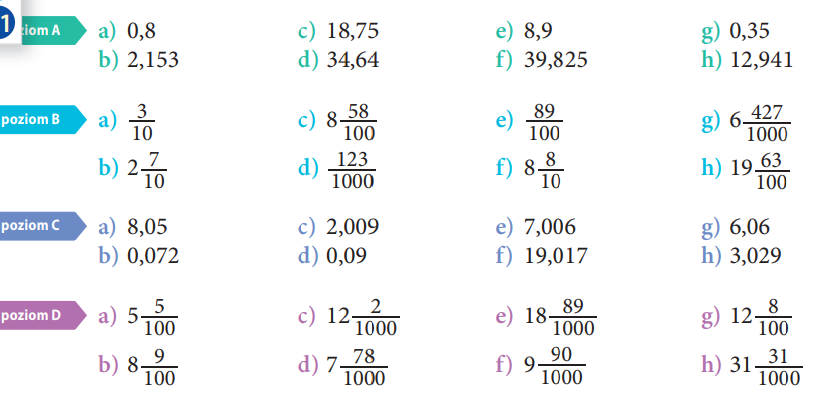 1
ziom A a) 0,8 c) 18,75 e) 8,9 g) 0,35
b) 2,153 d) 34,64 f) 39,825 h) 12,941
poziom B a) 3/10 c) 8 58/100 e) 89/100 g) 6 427/1000
b) 2 7/10 d) 123/1000 f) 8 8/10 h) 19 63/100
poziom C a) 8,05 c) 2,009 e) 7,006 g) 6,06
b) 0,072 d) 0,09 f) 19,017 h) 3,029
poziom D a) 5 5/100 c) 12 2/1000 e) 18 89/1000 g) 12 8/100
b) 8 9/100 d) 7 78/1000 f) 9 90/1000 h) 31 31/1000